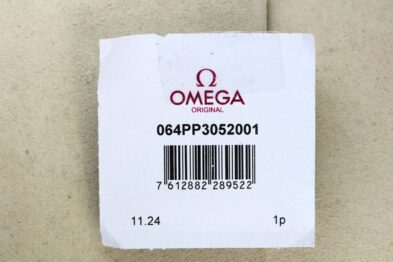 Ω
OMEGA
ORIGINAL
064PP3052001
7 612882 289522
11.24 1p